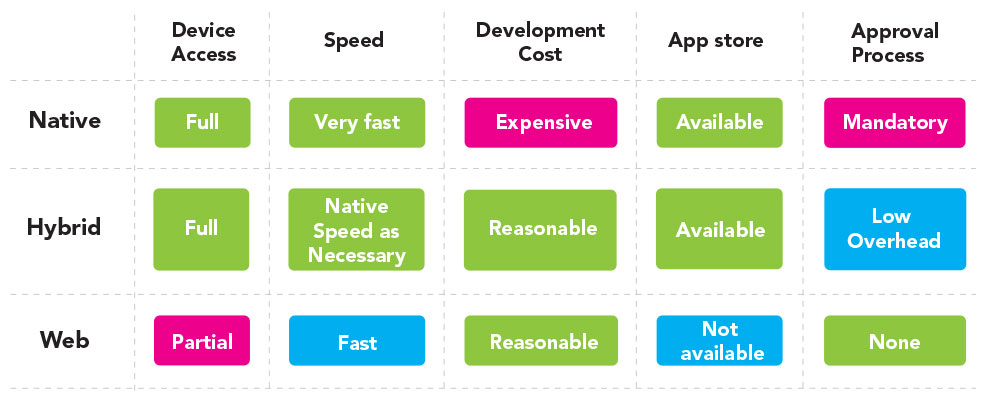 Device
Access
Speed
Development
Cost
App store
Approval
Process
Native
Full
Very fast
Expensive
Available
Mandatory
Hybrid
Full
Native
Speed as
Necessary
Reasonable
Available
Low
Overhead
Web
Partial
Fast
Reasonable
Not
available
None